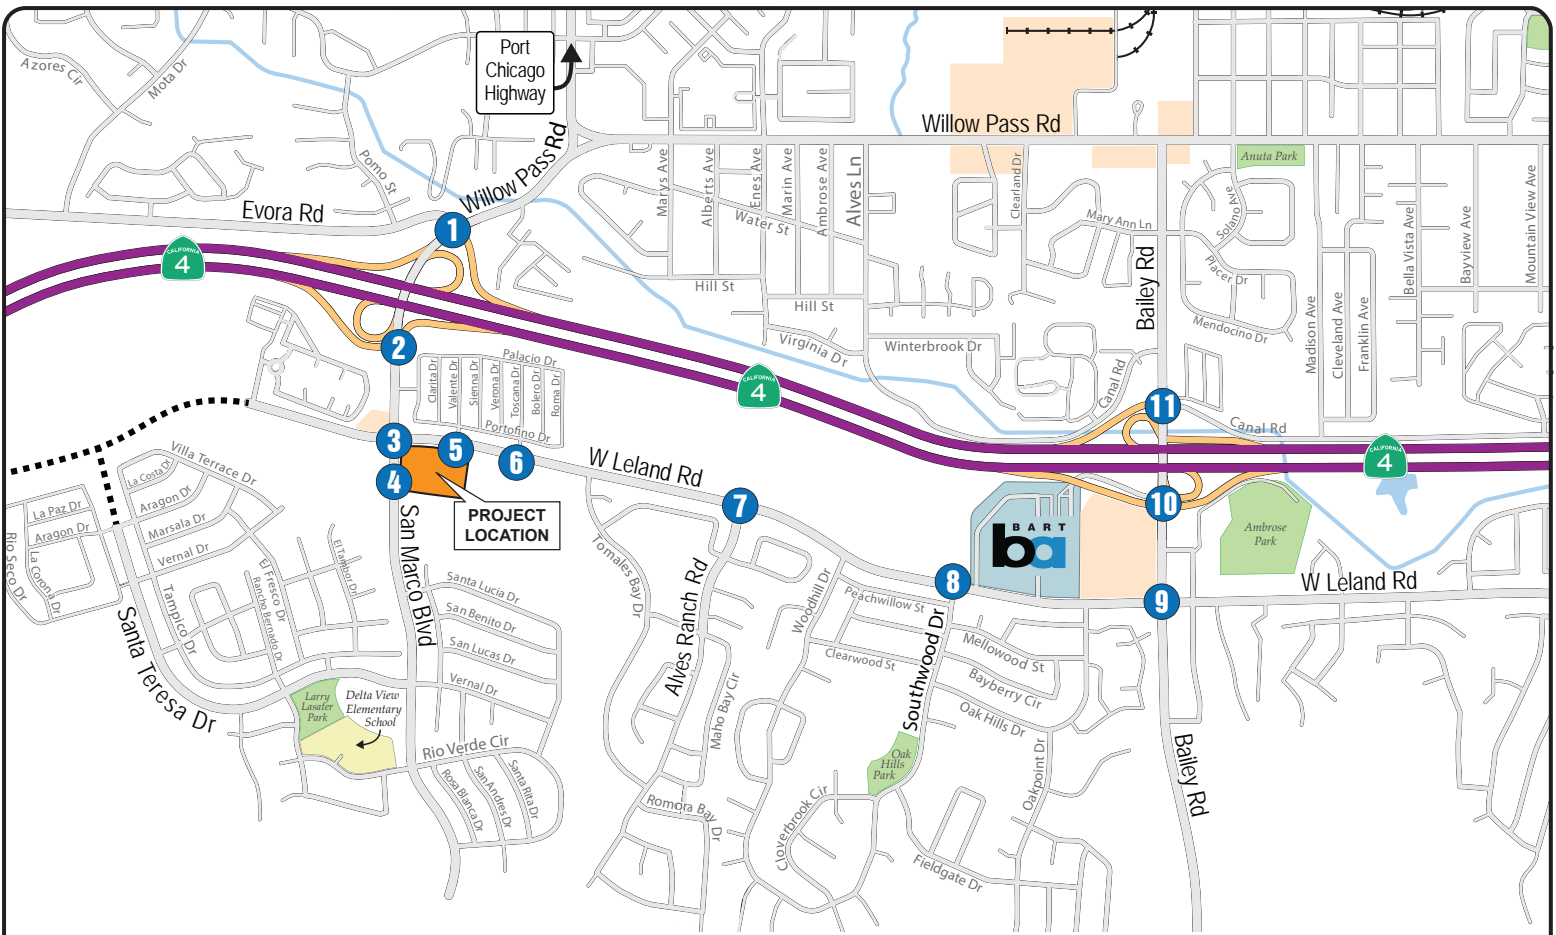 Port
Chicago
Highway
Azores Cir
Mota Dr
Pomo St
Willow Pass Rd
Willow Pass Rd
Evora Rd
1
CALIFORNIA
4
Marys Ave
Alberts Ave
Enes Ave
Marin Ave
Ambrose Ave
Alves Ln
Water St
Hill St
Hill St
Virginia Dr
Winterbrook Dr
Clearland Dr
Mary Ann Ln
Anuta Park
Solano Ave
Placer Dr
Mendocino Dr
Bailey Rd
Madison Ave
Cleveland Ave
Franklin Ave
Bella Vista Ave
Bayview Ave
Mountain View Ave
2
Palacio Dr
Clarita Dr
Valente Dr
Sienna Dr
Verona Dr
Toscana Dr
Bolero Dr
Roma Dr
Portofino Dr
CALIFORNIA
4
Canal Rd
11
Canal Rd
CALIFORNIA
4
3
5
6
4
W Leland Rd
PROJECT
LOCATION
7
10
BART
ba
Ambrose
Park
8
9
W Leland Rd
Villa Terrace Dr
La Costa Dr
Aragon Dr
Marsala Dr
Vernal Dr
La Paz Dr
Aragon Dr
La Corona Dr
Rio Seco Dr
Santa Teresa Dr
Tampico Dr
El Fresco Dr
Rancho Bernado Dr
El Tambor Dr
San Marco Blvd
Santa Lucia Dr
San Benito Dr
San Lucas Dr
Vernal Dr
Larry
Lasater
Park
Delta View
Elementary
School
Rio Verde Cir
Rosa Blanca Dr
San Andres Dr
Santa Rita Dr
Tomales Bay Dr
Alves Ranch Rd
Maho Bay Cir
Romora Bay Dr
Woodhill Dr
Peachwillow St
Clearwood St
Southwood Dr
Mellowood St
Bayberry Cir
Oak Hills Dr
Oak
Hills
Park
Oakpoint Dr
Cloverbrook Cir
Fieldgate Dr
Bailey Rd